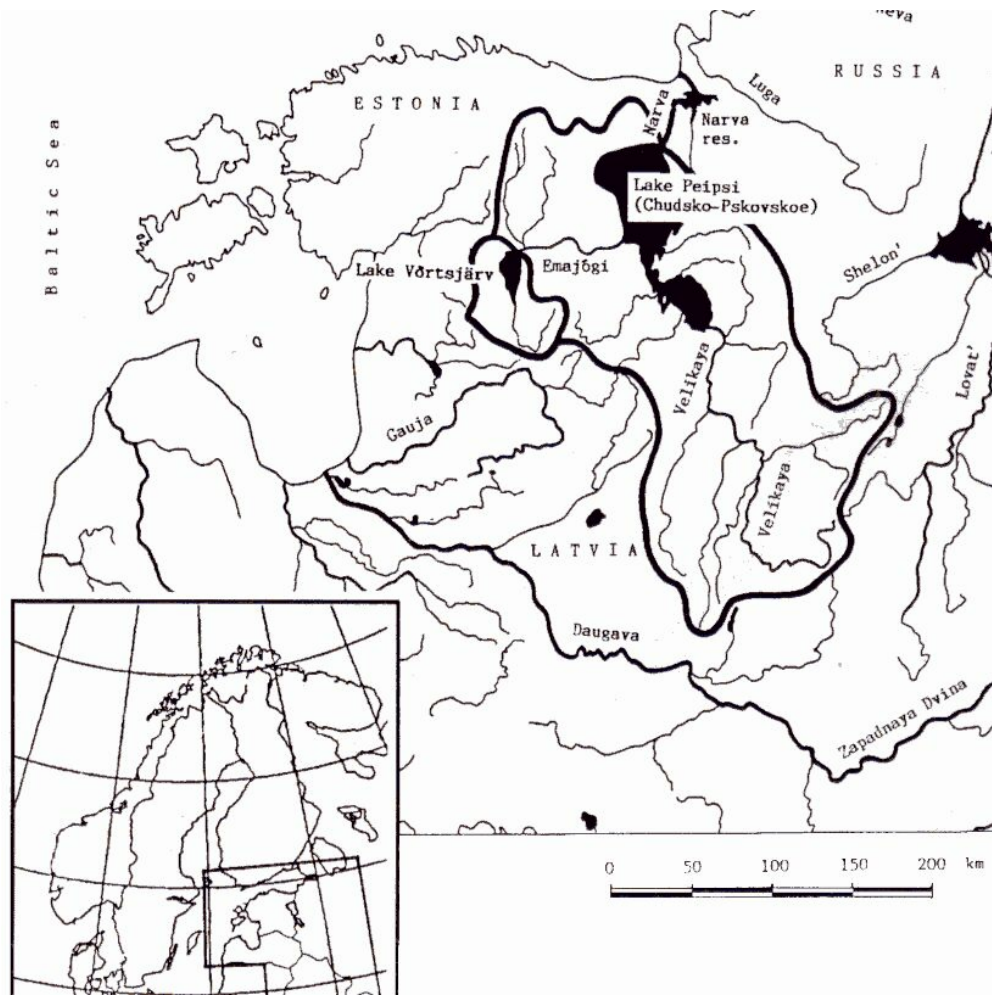 neva
RUSSIA
Luga
ESTONIA
Narva
Narva
res.
Baltic Sea
Lake Peipsi
(Chudsko-Pskovskoe)
Shelon'
Lake Võrtsjärv
Emajõgi
Lovat'
Velikaya
Gauja
Velikaya
LATVIA
Daugava
Zapadnaya Dvina
0 50 100 150 200 km